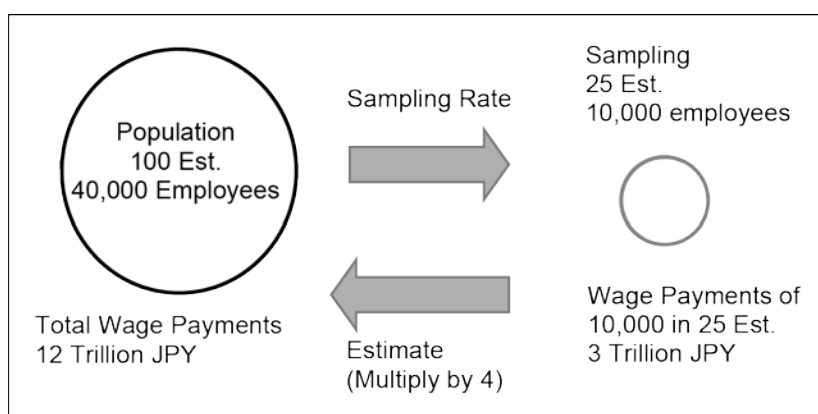 Population
100 Est.
40,000 Employees
Total Wage Payments
12 Trillion JPY
Sampling Rate
Estimate
(Multiply by 4)
Sampling
25 Est.
10,000 employees
Wage Payments of
10,000 in 25 Est.
3 Trillion JPY